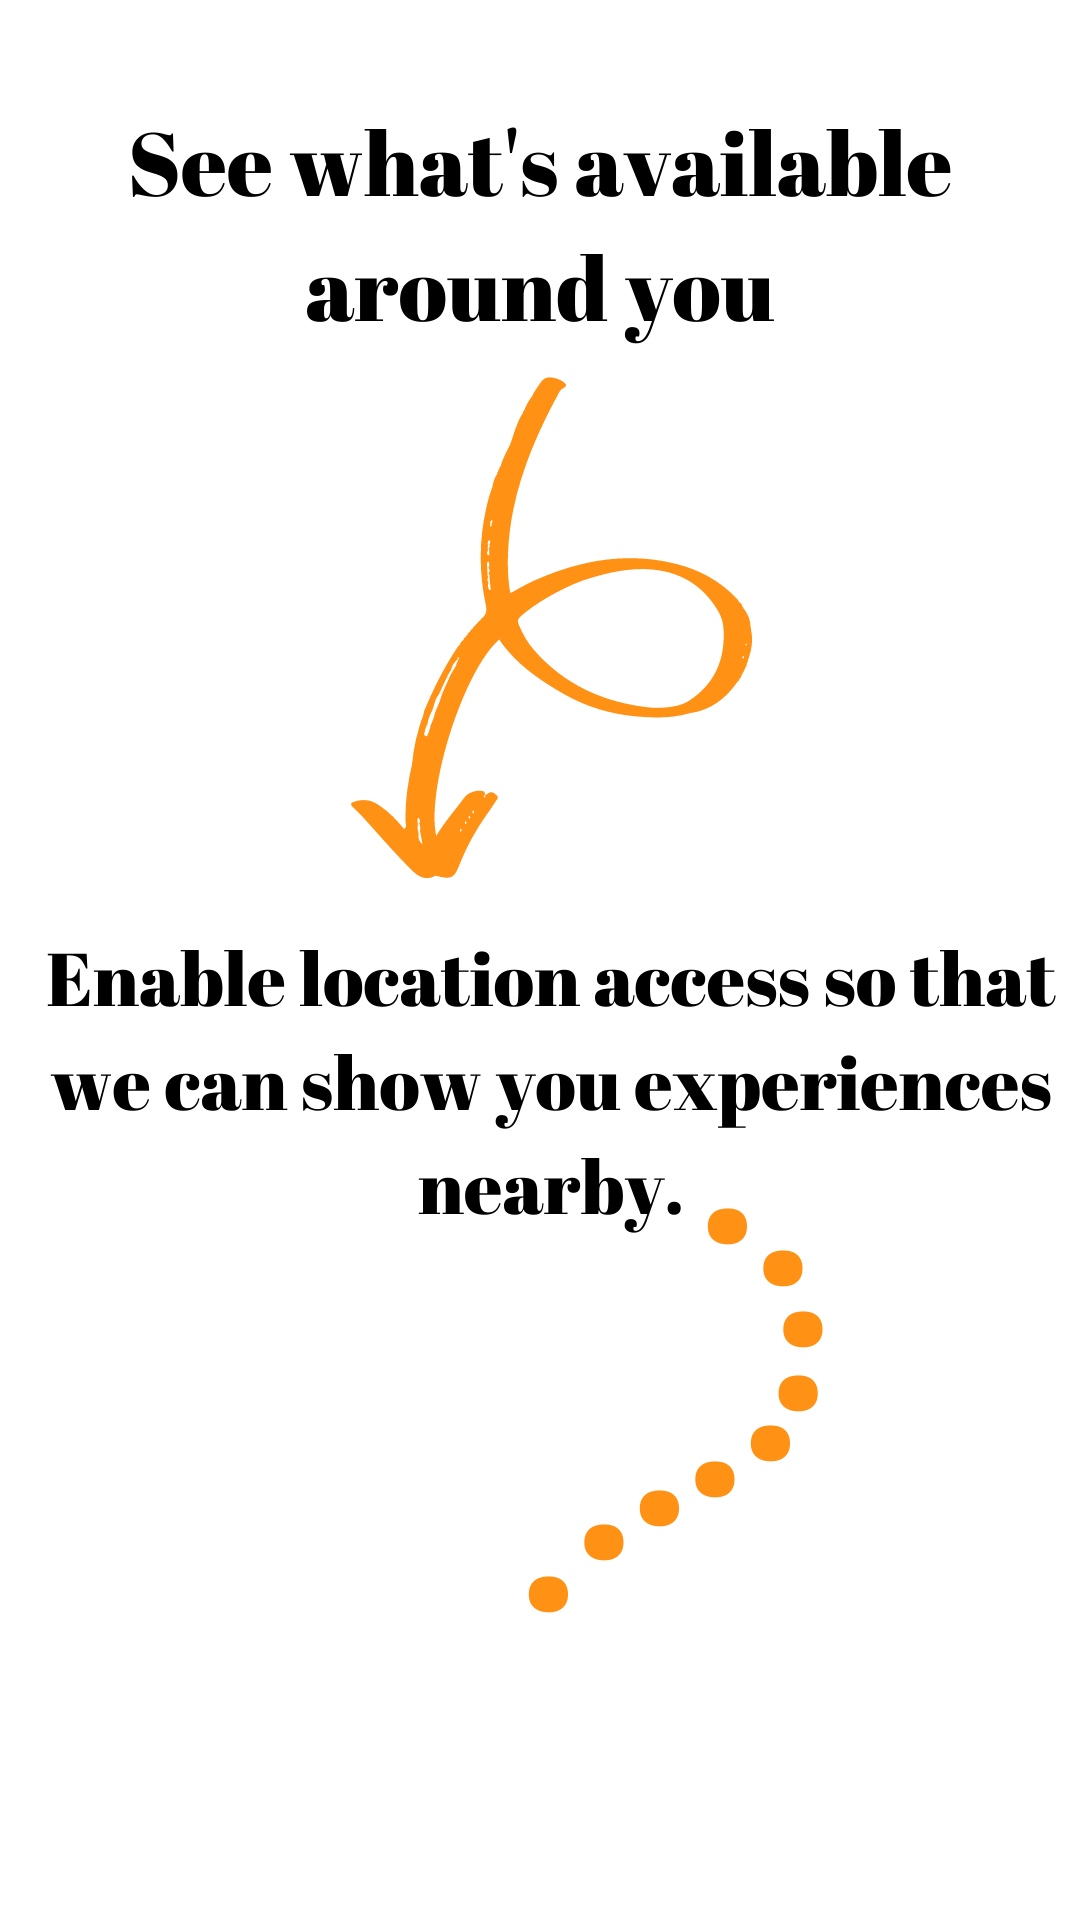 See what's available
around you
Enable location access so that
we can show you experiences
nearby.